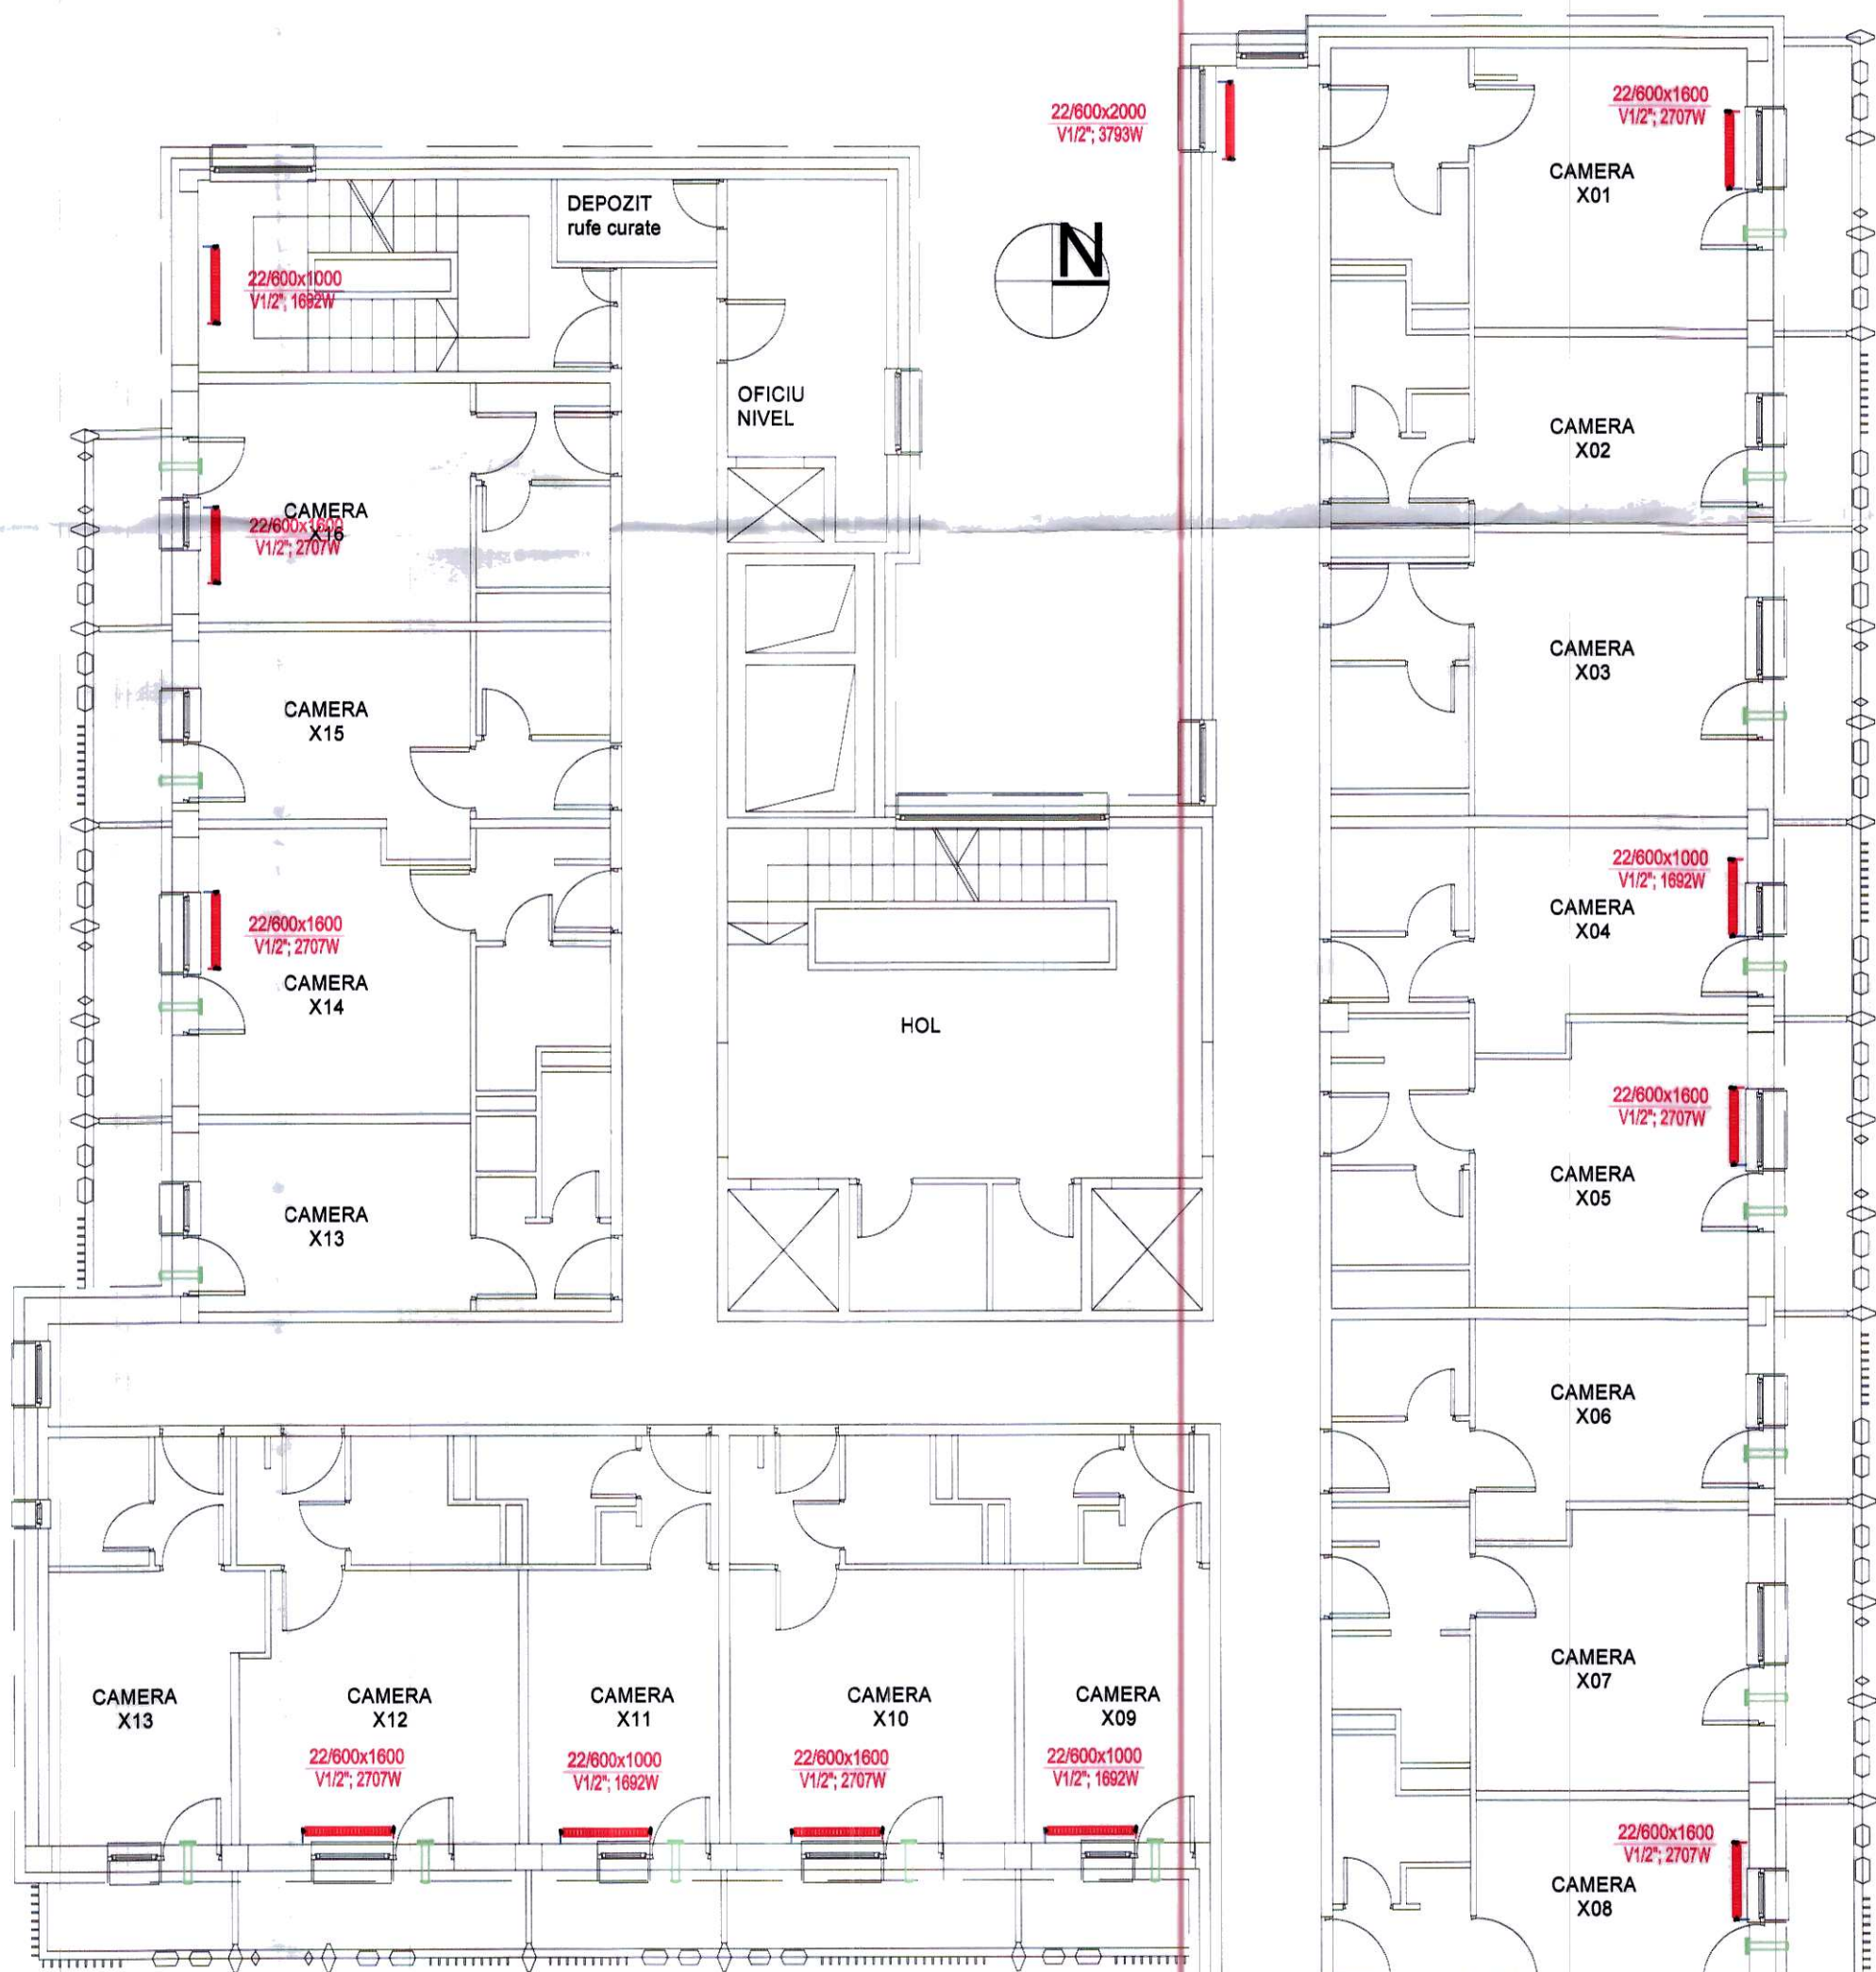 22/600x2000
V1/2"; 3793W
22/600x1600
V1/2"; 2707W
CAMERA
X01
DEPOZIT
rufe curate
N
22/600x1000
V1/2"; 1692W
OFICIU
NIVEL
CAMERA
X02
CAMERA
X16
22/600x1600
V1/2"; 2707W
CAMERA
X03
CAMERA
X15
22/600x1000
V1/2"; 1692W
CAMERA
X04
22/600x1600
V1/2"; 2707W
CAMERA
X14
HOL
22/600x1600
V1/2"; 2707W
CAMERA
X05
CAMERA
X13
CAMERA
X06
CAMERA
X07
CAMERA
X13
CAMERA
X12
CAMERA
X11
CAMERA
X10
CAMERA
X09
22/600x1600
V1/2"; 2707W
22/600x1000
V1/2"; 1692W
22/600x1600
V1/2"; 2707W
22/600x1000
V1/2"; 1692W
22/600x1600
V1/2"; 2707W
CAMERA
X08